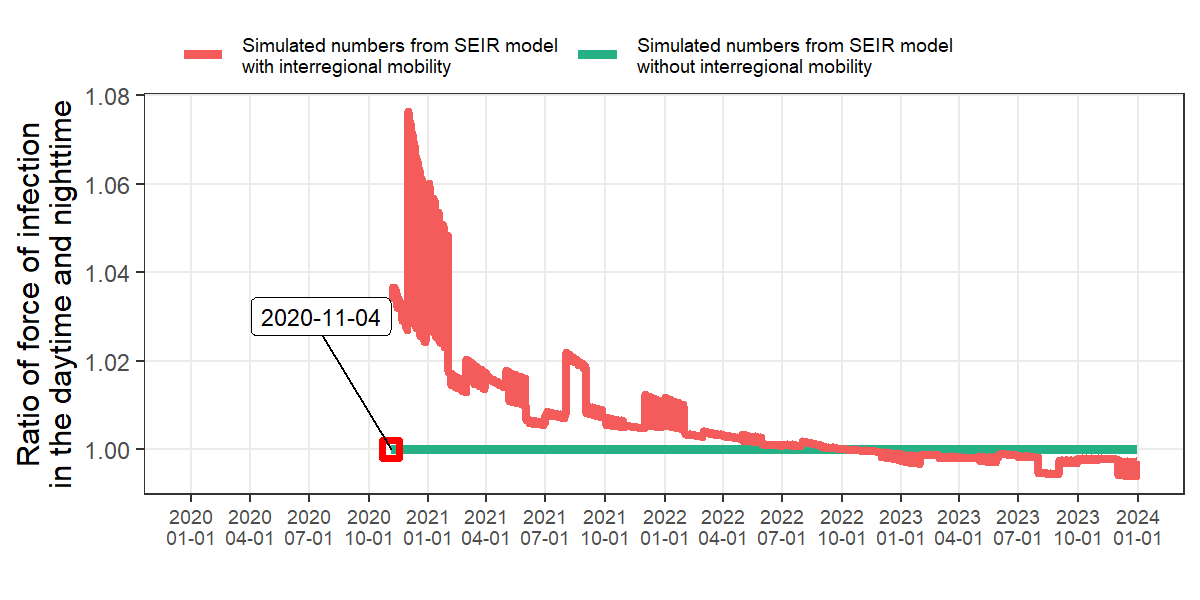 Simulated numbers from SEIR model
with interregional mobility
Simulated numbers from SEIR model
without interregional mobility
Ratio of force of infection
in the daytime and nighttime
1.08
1.06
1.04
1.02
1.00
2020-11-04
2020 2020 2020 2020 2021 2021 2021 2021 2022 2022 2022 2022 2023 2023 2023 2023 2024
01-01 04-01 07-01 10-01 01-01 04-01 07-01 10-01 01-01 04-01 07-01 10-01 01-01 04-01 07-01 10-01 01-01